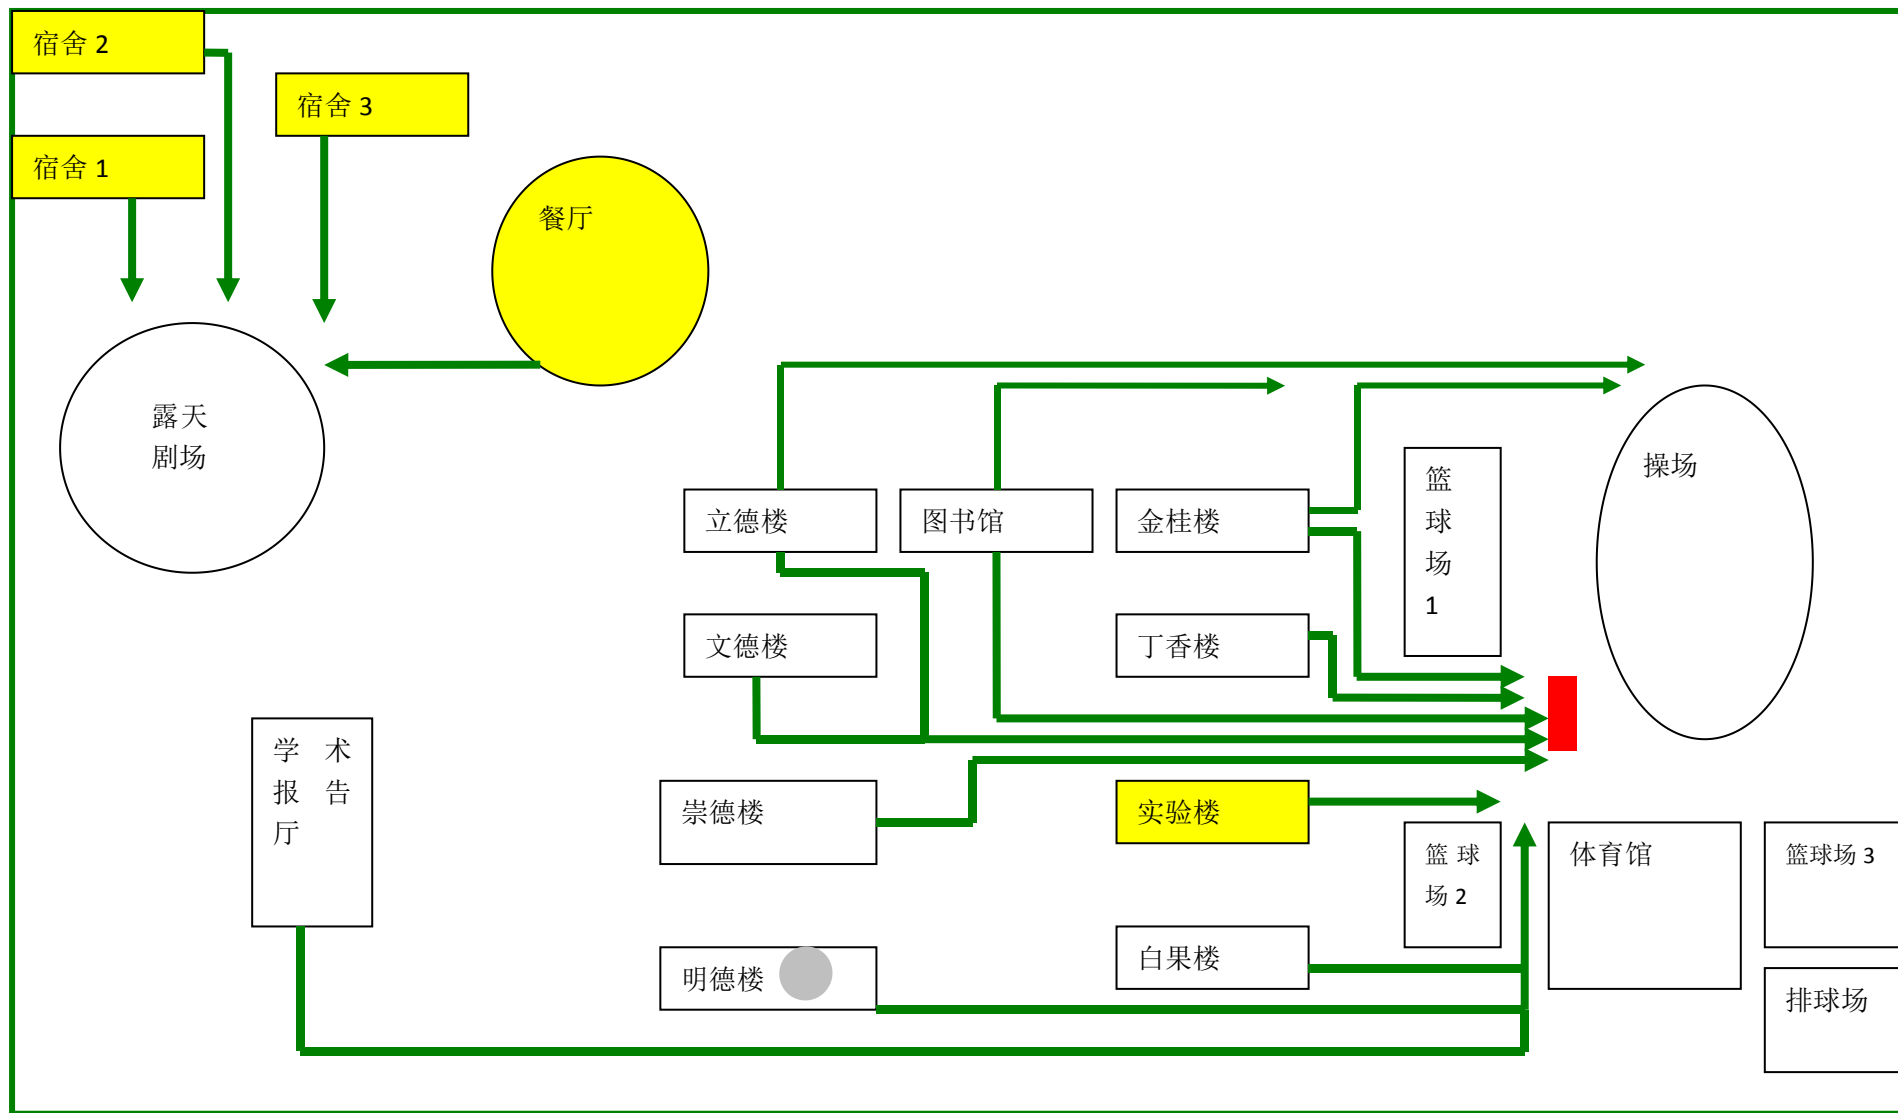 宿舍 2
宿舍 3
宿舍 1
餐厅
露天
剧场
操场
立德楼
图书馆
金桂楼
篮
球
场
1
文德楼
丁香楼
学 术
报 告
厅
崇德楼
实验楼
篮 球
场 2
体育馆
篮球场 3
明德楼
白果楼
排球场